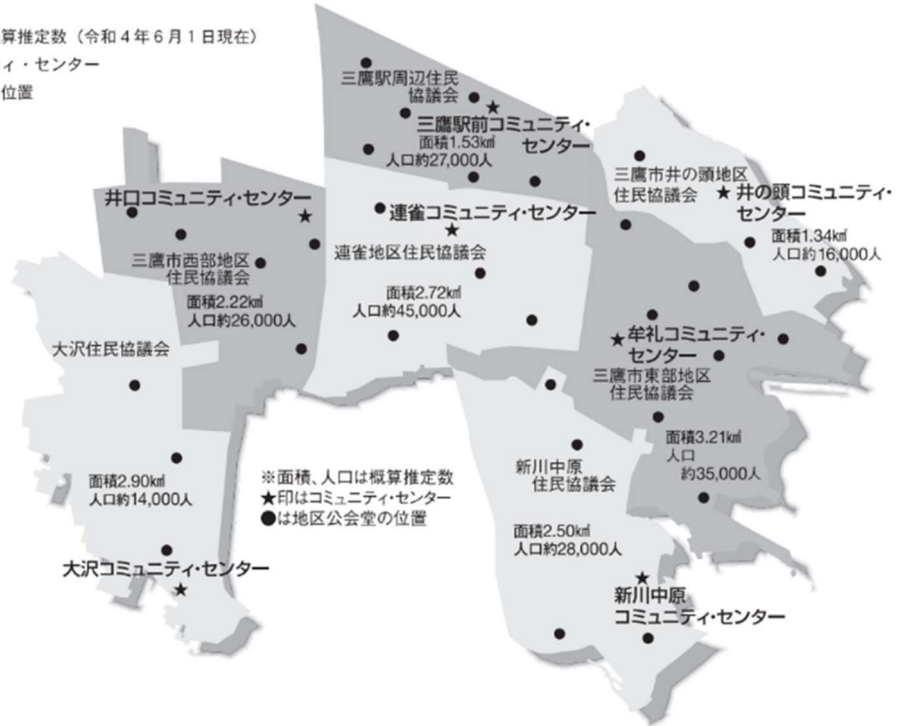 算推定数（令和４年６月１日現在）
ィ・センター
位置
三鷹駅周辺住民
協議会
★
三鷹駅前コミュニティ・
センター
面積1.53㎢
人口約27,000人
井口コミュニティ・センター
★
三鷹市西部地区
住民協議会
面積2.22㎢
人口約26,000人
連雀コミュニティ・センター
★
連雀地区住民協議会
面積2.72㎢
人口約45,000人
三鷹市井の頭地区
住民協議会
★井の頭コミュニティ・
センター
面積1.34㎢
人口約16,000人
★牟礼コミュニティ・
センター
三鷹市東部地区
住民協議会
面積3.21㎢
人口
約35,000人
大沢住民協議会
面積2.90㎢
人口約14,000人
大沢コミュニティ・センター
★
※面積、人口は概算推定数
★印はコミュニティ・センター
●は地区公会堂の位置
新川中原
住民協議会
面積2.50㎢
人口約28,000人
★
新川中原
コミュニティ・センター